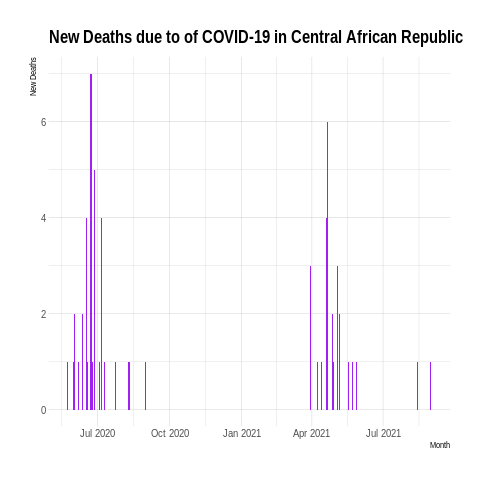 New Deaths due to of COVID-19 in Central African Republic
New Deaths
6
4
2
0
Jul 2020 Oct 2020 Jan 2021 Apr 2021 Jul 2021
Month